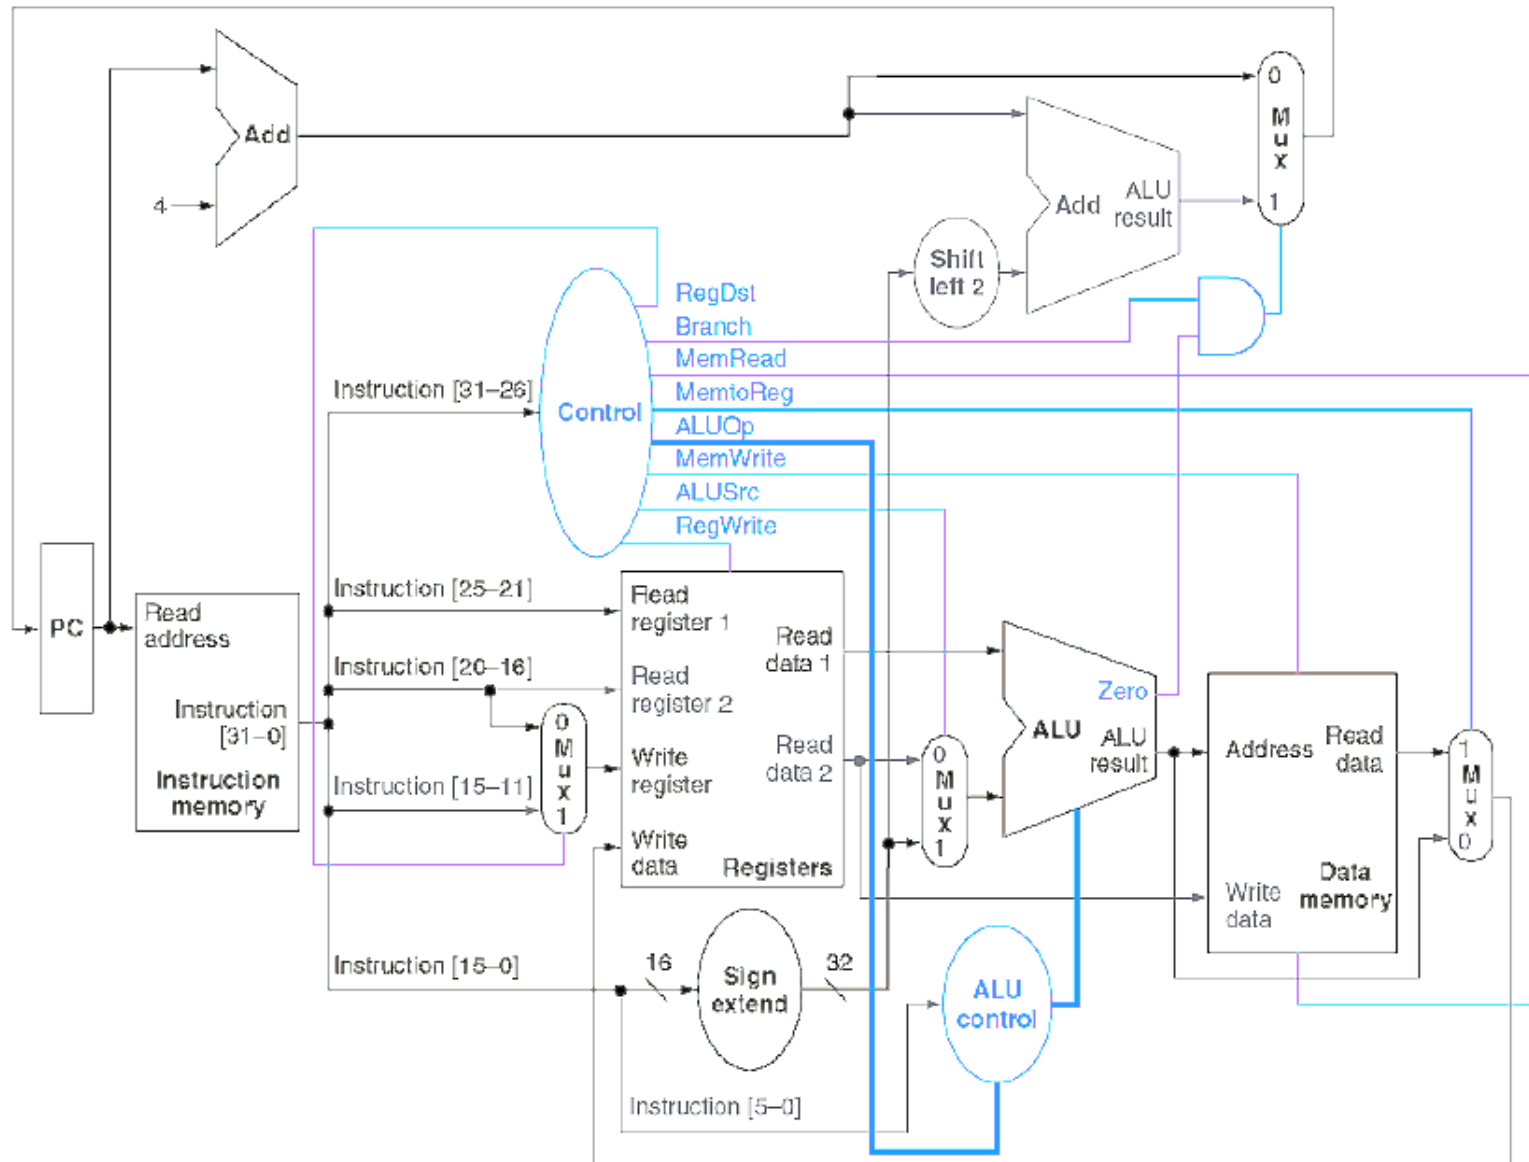 0
M
u
x
1
Add
4
Add
ALU
result
Shift
left 2
RegDst
Branch
MemRead
MemtoReg
ALUOp
MemWrite
ALUSrc
RegWrite
Control
Instruction [31–26]
Instruction [25–21]
Instruction [20–16]
Instruction [15–11]
Instruction [15–0]
PC
Read
address
Instruction
[31–0]
Instruction
memory
0
M
u
x
1
Read
register 1
Read
register 2
Write
register
Write
data
Read
data 1
Read
data 2
Registers
0
M
u
x
1
Zero
ALU
ALU
result
Address
Read
data
Write
data
Data
memory
1
M
u
x
0
16
Sign
extend
32
ALU
control
Instruction [5–0]